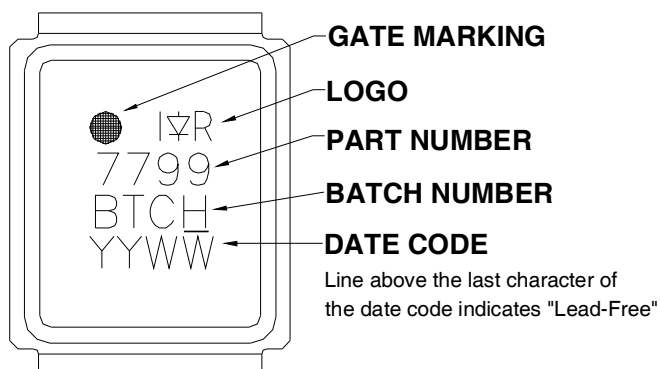 GATE MARKING
LOGO
IR
PART NUMBER
7799
BATCH NUMBER
BTCH
DATE CODE
YYWW
Line above the last character of
the date code indicates "Lead-Free"